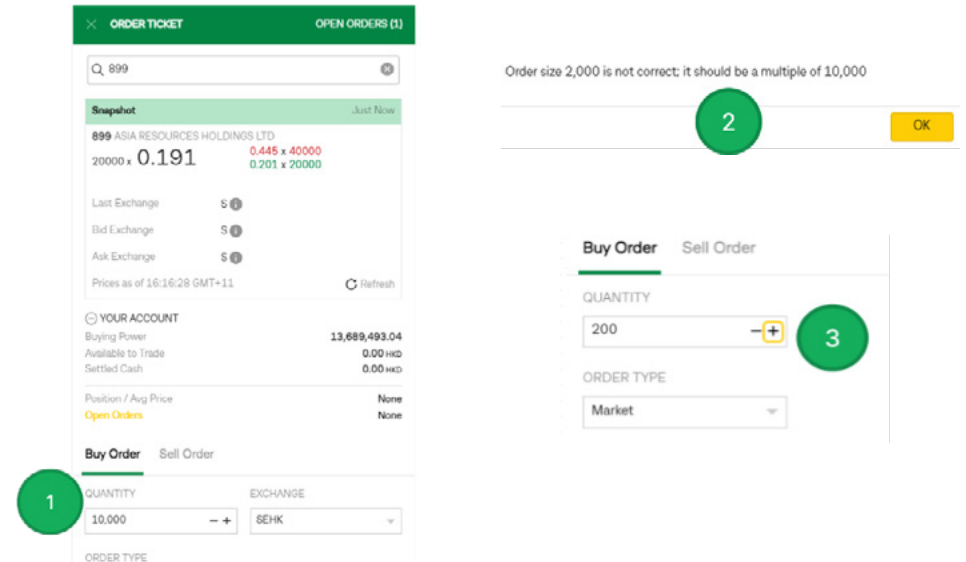 ORDER TICKET OPEN ORDERS (1)
899
Snapshot Just Now
899 ASIA RESOURCES HOLDINGS LTD
20000 x 0.191
0.445 x 40000
0.201 x 20000
Last Exchange S
Bid Exchange S
Ask Exchange S
Prices as of 16:16:28 GMT+11 Refresh
YOUR ACCOUNT
Buying Power 13,689,493.04
Available to Trade 0.00 HKD
Settled Cash 0.00 HKD
Position / Avg Price None
Open Orders None
Buy Order Sell Order
1
QUANTITY EXCHANGE
10,000 - + SEHK
ORDER TYPE
Order size 2,000 is not correct; it should be a multiple of 10,000
2
OK
Buy Order Sell Order
QUANTITY
200 - +
3
ORDER TYPE
Market